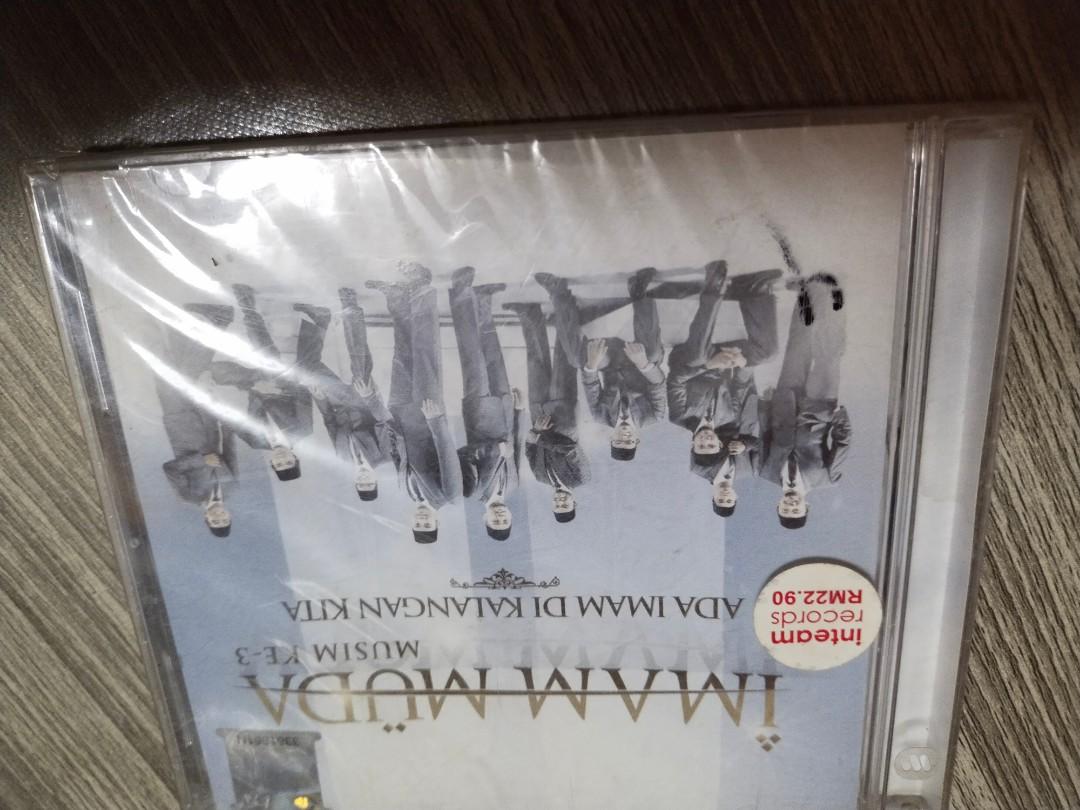 IMAM MUDA
MUSIM KE-3
ADA IMAM DI KALANGAN KITA
inteam
records
RM22.90